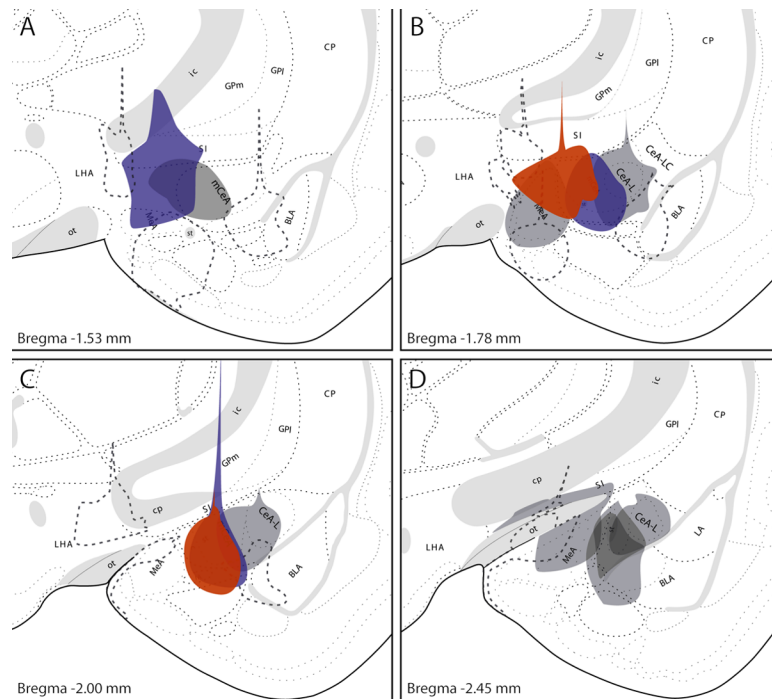 A
CP
ic
GPl
GPm
SI
LHA
mCeA
MeA
BLA
ot
st
Bregma -1.53 mm
B
CP
ic
GPl
GPm
SI
CeA-LC
LHA
CeA-L
MeA
BLA
ot
Bregma -1.78 mm
C
CP
ic
GPl
GPm
cp
SI
CeA-L
LHA
MeA
BLA
ot
Bregma -2.00 mm
D
CP
ic
GPl
cp
SI
CeA-L
ot
LA
LHA
MeA
BLA
Bregma -2.45 mm